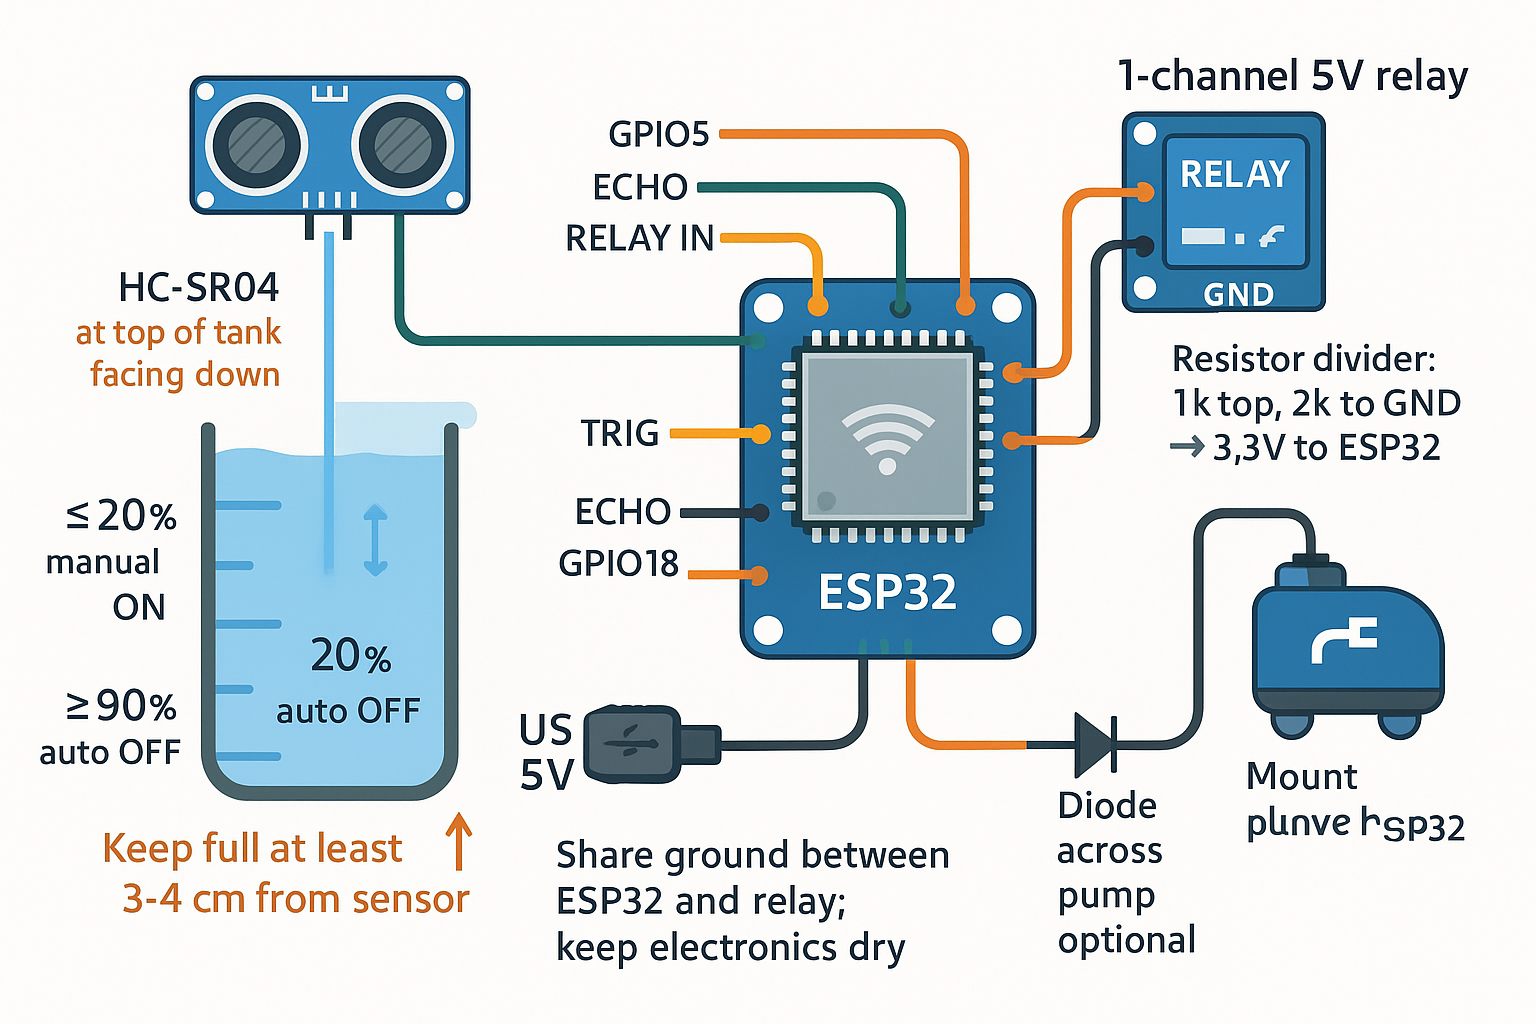 1-channel 5V relay
GPIO5
ECHO
RELAY IN
RELAY
GND
HC-SR04
at top of tank
facing down
Resistor divider:
1k top, 2k to GND
→ 3,3V to ESP32
TRIG
ECHO
GPIO18
ESP32
≤20%
manual
ON
20%
auto OFF
≥90%
auto OFF
US
5V
Keep full at least
3-4 cm from sensor
Share ground between
ESP32 and relay;
keep electronics dry
Diode
across
pump
optional
Mount